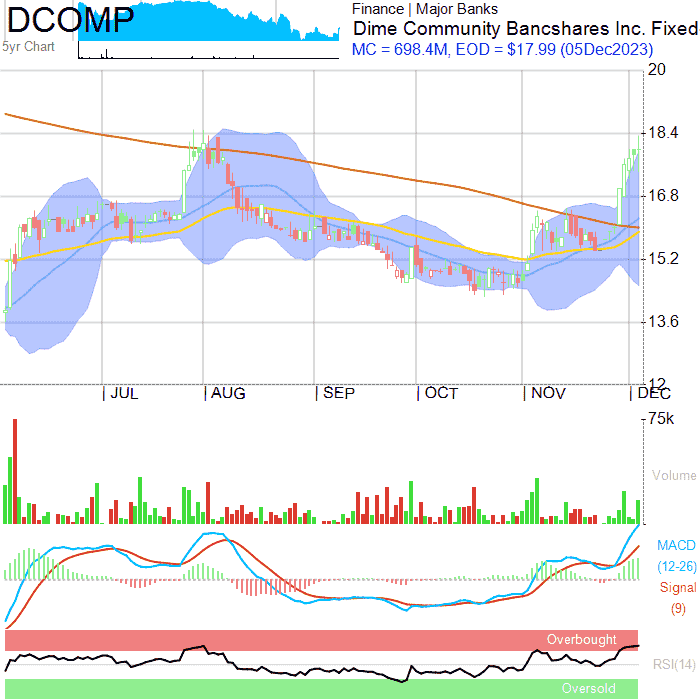 DCOMP
5yr Chart
Finance | Major Banks
Dime Community Bancshares Inc. Fixed
MC = 698.4M, EOD = $17.99 (05Dec2023)
20
18.4
16.8
15.2
13.6
12
JUL AUG SEP OCT NOV DEC
75k
Volume
MACD
(12-26)
Signal
(9)
Overbought
RSI(14)
Oversold